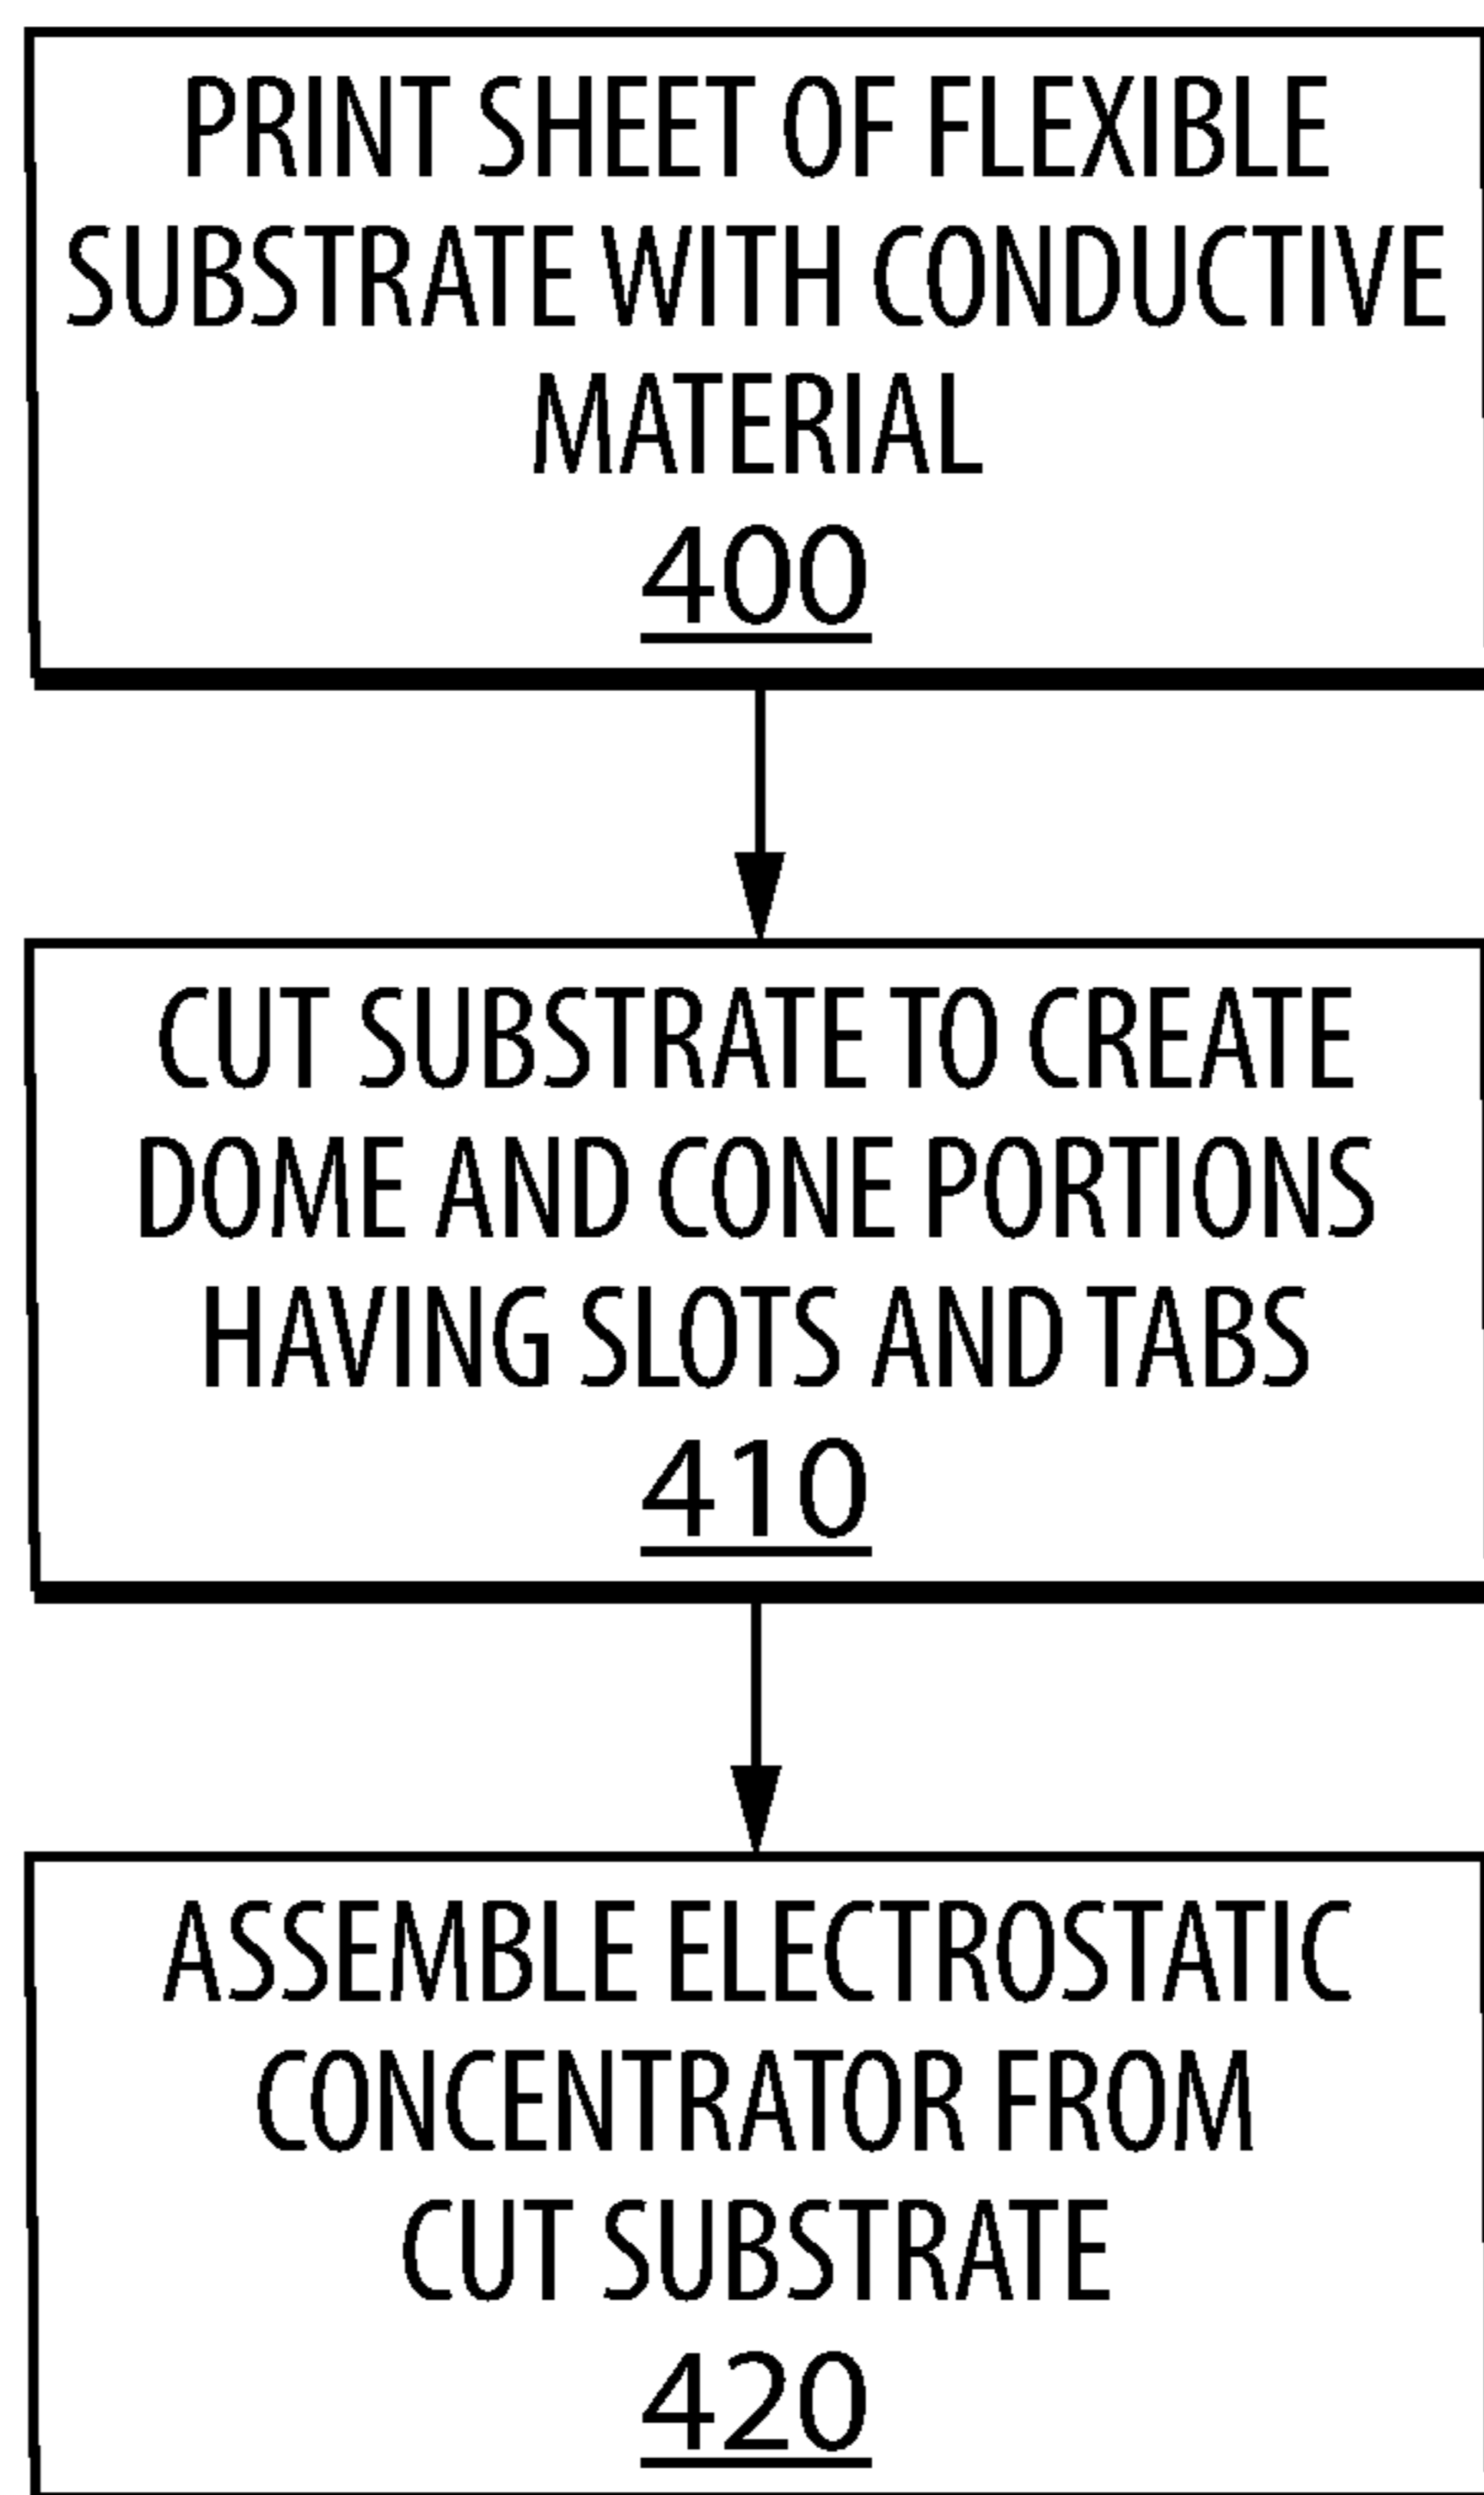 PRINT SHEET OF FLEXIBLE
SUBSTRATE WITH CONDUCTIVE
MATERIAL
400
CUT SUBSTRATE TO CREATE
DOME AND CONE PORTIONS
HAVING SLOTS AND TABS
410
ASSEMBLE ELECTROSTATIC
CONCENTRATOR FROM
CUT SUBSTRATE
420